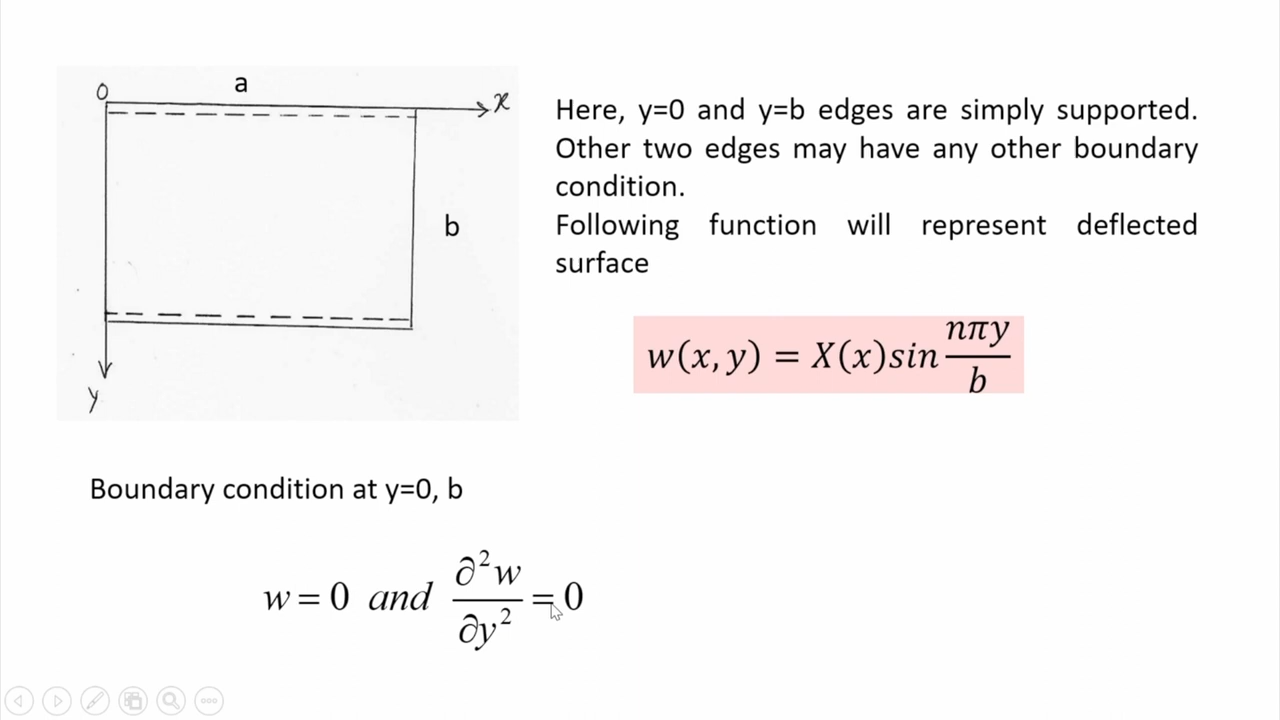 a
0
x
Here, y=0 and y=b edges are simply supported.
Other two edges may have any other boundary
condition.
b
Following function will represent deflected
surface
w(x, y) = X(x)sin nπy/b
y
Boundary condition at y=0, b
w = 0 and ∂²w/∂y² = 0